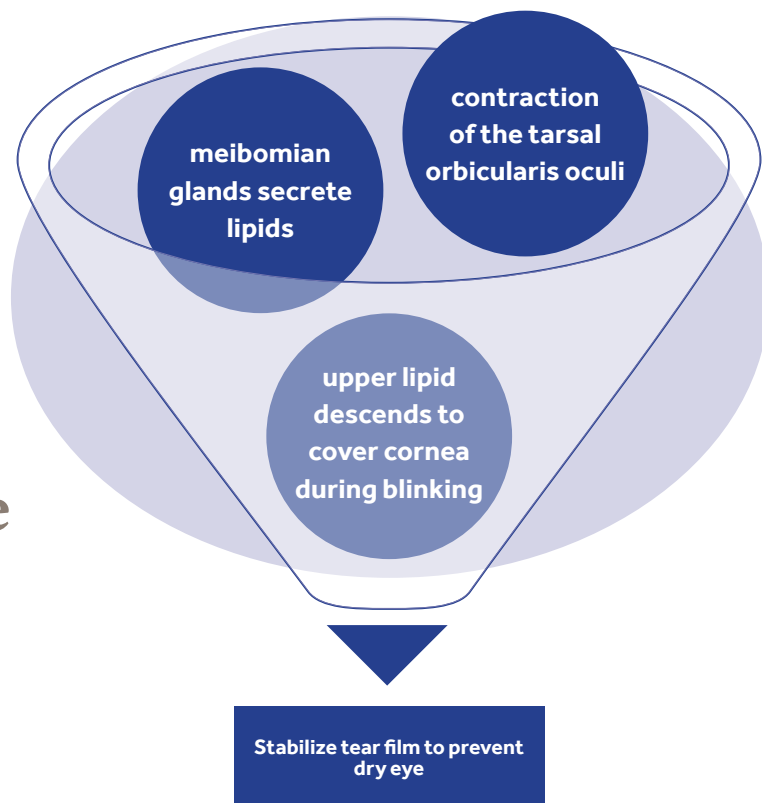 contraction
of the tarsal
orbicularis oculi
meibomian
glands secrete
lipids
upper lipid
descends to
cover cornea
during blinking
e
Stabilize tear film to prevent
dry eye